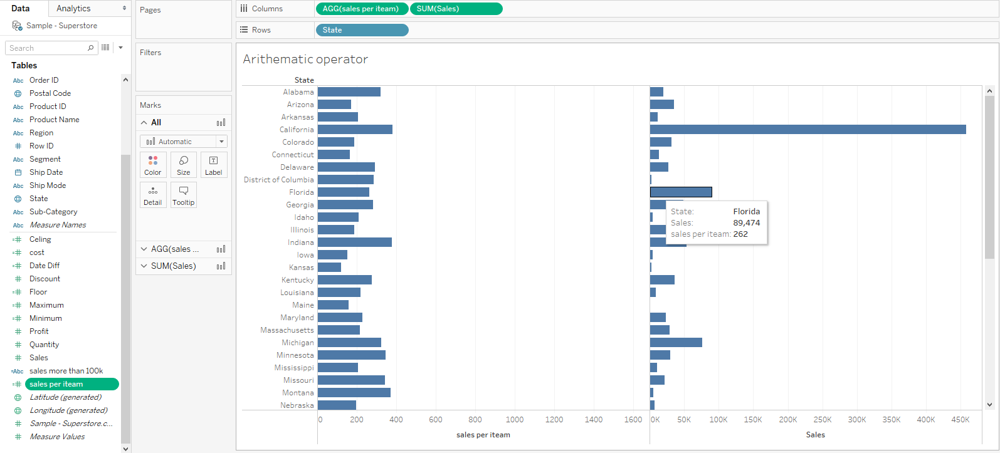 Data
Analytics
Sample - Superstore
Search
Tables
Abc Order ID
Postal Code
Abc Product ID
Abc Product Name
Abc Region
# Row ID
Abc Segment
Ship Date
Abc Ship Mode
State
Abc Sub-Category
Abc Measure Names
=# Celing
=# cost
=# Date Diff
# Discount
=# Floor
=# Maximum
=# Minimum
# Profit
# Quantity
# Sales
=Abc sales more than 100k
=# sales per iteam
Latitude (generated)
Longitude (generated)
# Sample - Superstore.c...
# Measure Values
Pages
Filters
Marks
All
Automatic
Color Size Label
Detail Tooltip
AGG(sales ...
SUM(Sales)
Columns AGG(sales per iteam) SUM(Sales)
Rows State
Arithematic operator
State
Alabama
Arizona
Arkansas
California
Colorado
Connecticut
Delaware
District of Columbia
Florida
Georgia
Idaho
Illinois
Indiana
Iowa
Kansas
Kentucky
Louisiana
Maine
Maryland
Massachusetts
Michigan
Minnesota
Mississippi
Missouri
Montana
Nebraska
State: Florida
Sales: 89,474
sales per iteam: 262
0 200 400 600 800 1000 1200 1400 1600
sales per iteam
0K 50K 100K 150K 200K 250K 300K 350K 400K 450K
Sales